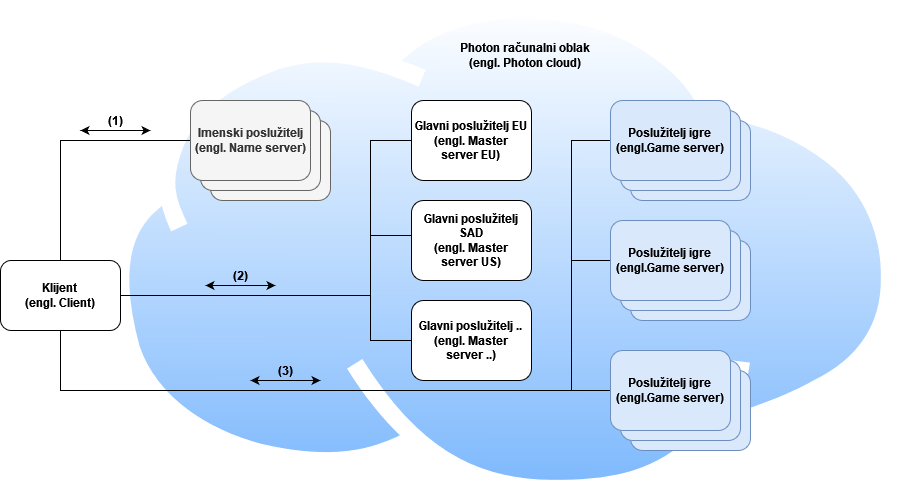 Photon računalni oblak
(engl. Photon cloud)
(1)
Imenski poslužitelj
(engl. Name server)
Glavni poslužitelj EU
(engl. Master
server EU)
Poslužitelj igre
(engl.Game server)
Glavni poslužitelj
SAD
(engl. Master
server US)
Poslužitelj igre
(engl.Game server)
Klijent
(engl. Client)
(2)
Glavni poslužitelj ..
(engl. Master
server ..)
(3)
Poslužitelj igre
(engl.Game server)